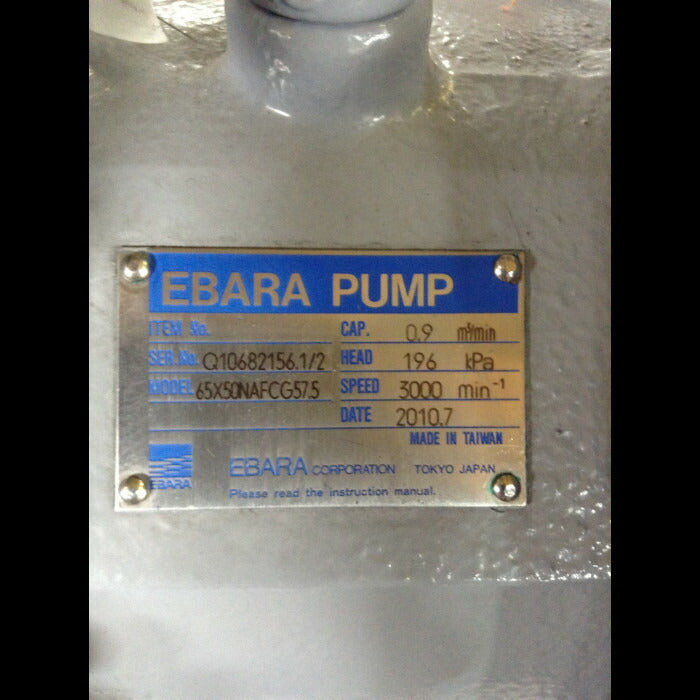 EBARA PUMP
ITEM No.
CAP. 0.9 m³/min
SER.No. Q10682156.1/2
HEAD 196 kPa
MODEL 65X50NAFCG57.5
SPEED 3000 min⁻¹
DATE 2010.7
MADE IN TAIWAN
EBARA
EBARA CORPORATION TOKYO JAPAN
Please read the instruction manual.